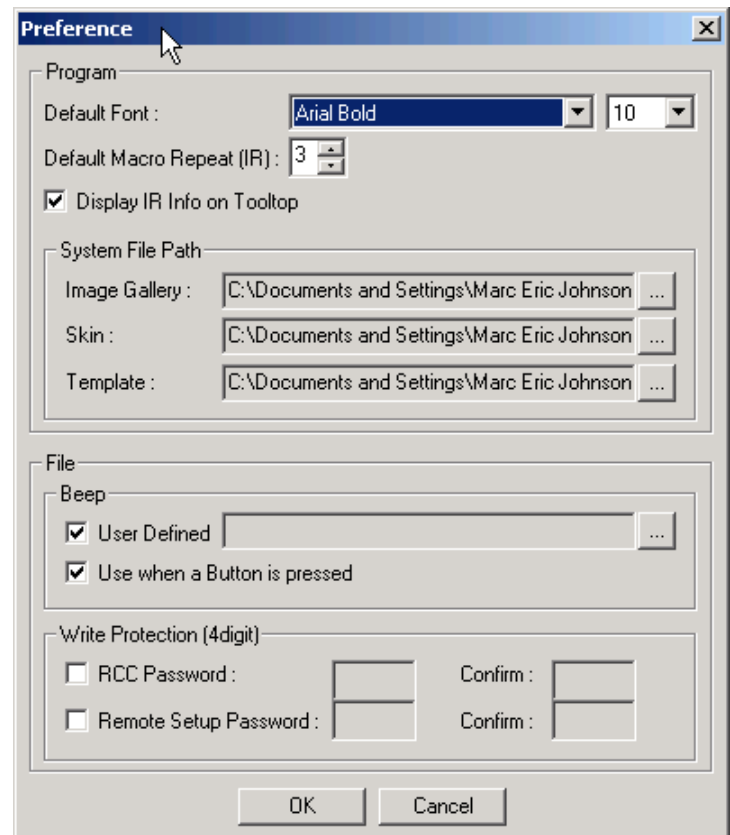 Preference
Program
Default Font : Arial Bold 10
Default Macro Repeat (IR) : 3
Display IR Info on Tooltop
System File Path
Image Gallery : C:\Documents and Settings\Marc Eric Johnson ...
Skin : C:\Documents and Settings\Marc Eric Johnson ...
Template : C:\Documents and Settings\Marc Eric Johnson ...
File
Beep
User Defined ...
Use when a Button is pressed
Write Protection (4digit)
RCC Password : Confirm :
Remote Setup Password : Confirm :
OK Cancel